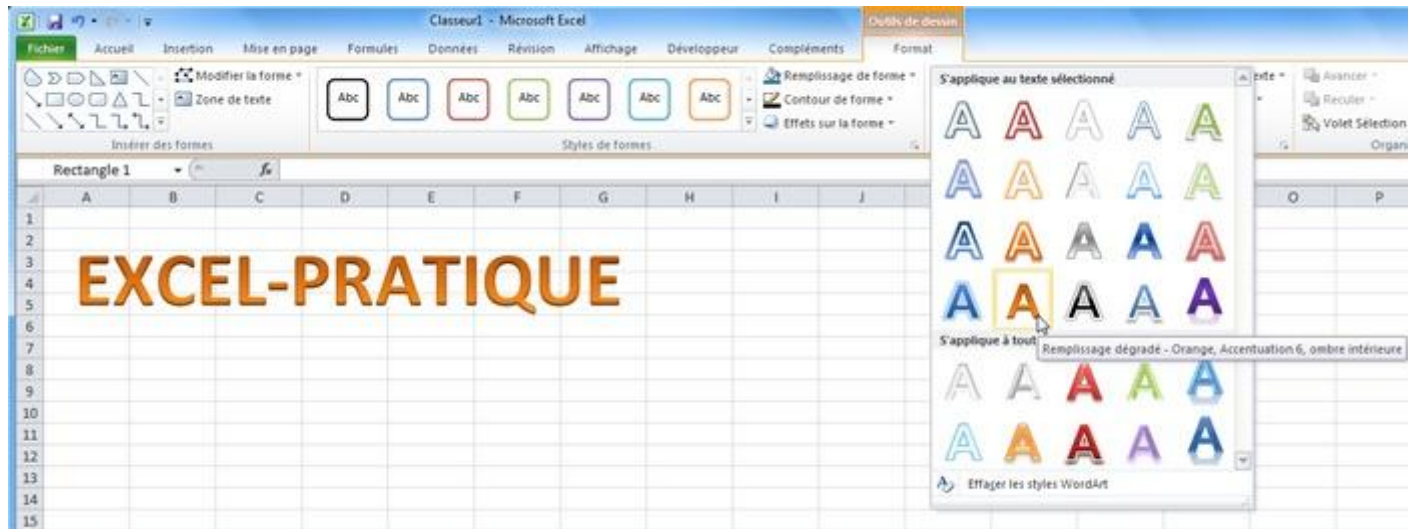 Classeur1 - Microsoft Excel
Outils de dessin
Fichier Accueil Insertion Mise en page Formules Données Révision Affichage Développeur Compléments Format
Modifier la forme
Zone de texte
Insérer des formes
Abc Abc Abc Abc Abc Abc Abc
Styles de formes
Remplissage de forme
Contour de forme
Effets sur la forme
S'applique au texte sélectionné
Avancer
Reculer
Volet Sélection
Rectangle 1 fx
A B C D E F G H I J O P
1
2
3
4
5
6
7
8
9
10
11
12
13
14
15
EXCEL-PRATIQUE
A A A A A
A A A A A
A A A A A
A A A A A
S'applique à tout
Remplissage dégradé - Orange, Accentuation 6, ombre intérieure
A A A A A
A A A A A
Effacer les styles WordArt